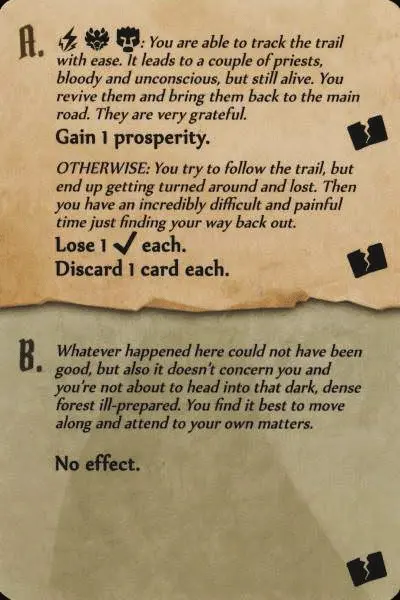 A. : You are able to track the trail
with ease. It leads to a couple of priests,
bloody and unconscious, but still alive. You
revive them and bring them back to the main
road. They are very grateful.
Gain 1 prosperity.
OTHERWISE: You try to follow the trail, but
end up getting turned around and lost. Then
you have an incredibly difficult and painful
time just finding your way back out.
Lose 1 ✓ each.
Discard 1 card each.
B. Whatever happened here could not have been
good, but also it doesn't concern you and
you're not about to head into that dark, dense
forest ill-prepared. You find it best to move
along and attend to your own matters.
No effect.